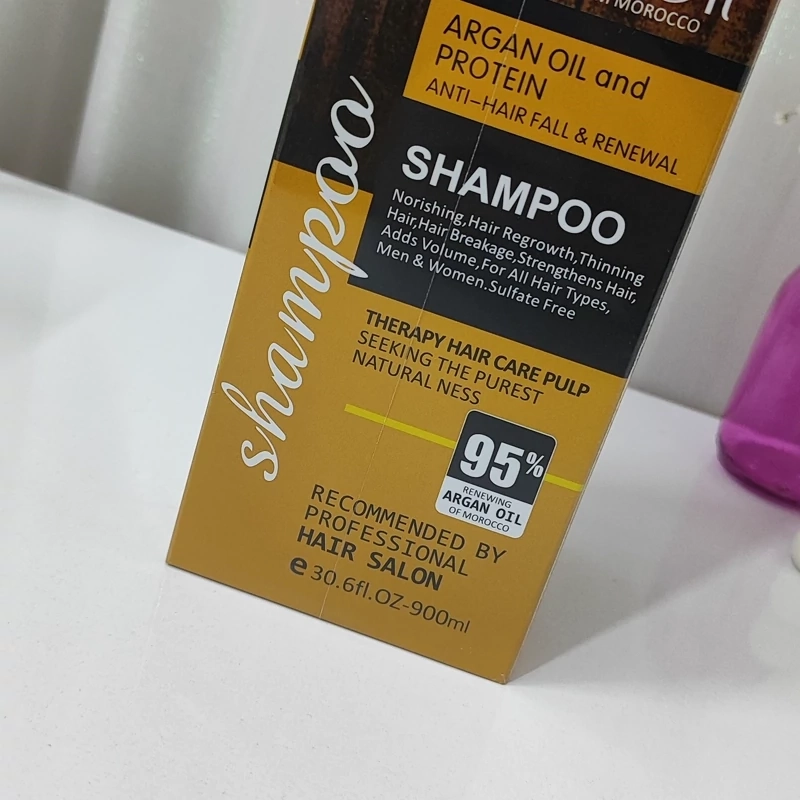 OF MOROCCO
ARGAN OIL and
PROTEIN
ANTI-HAIR FALL & RENEWAL
shampoo
SHAMPOO
Norishing,Hair Regrowth,Thinning
Hair,Hair Breakage.Strengthens Hair,
Adds Volume,For All Hair Types,
Men & Women.Sulfate Free
THERAPY HAIR CARE PULP
SEEKING THE PUREST
NATURAL NESS
95%
RENEWING
ARGAN OIL
OF MOROCCO
RECOMMENDED BY
PROFESSIONAL
HAIR SALON
e30.6fl.OZ-900ml